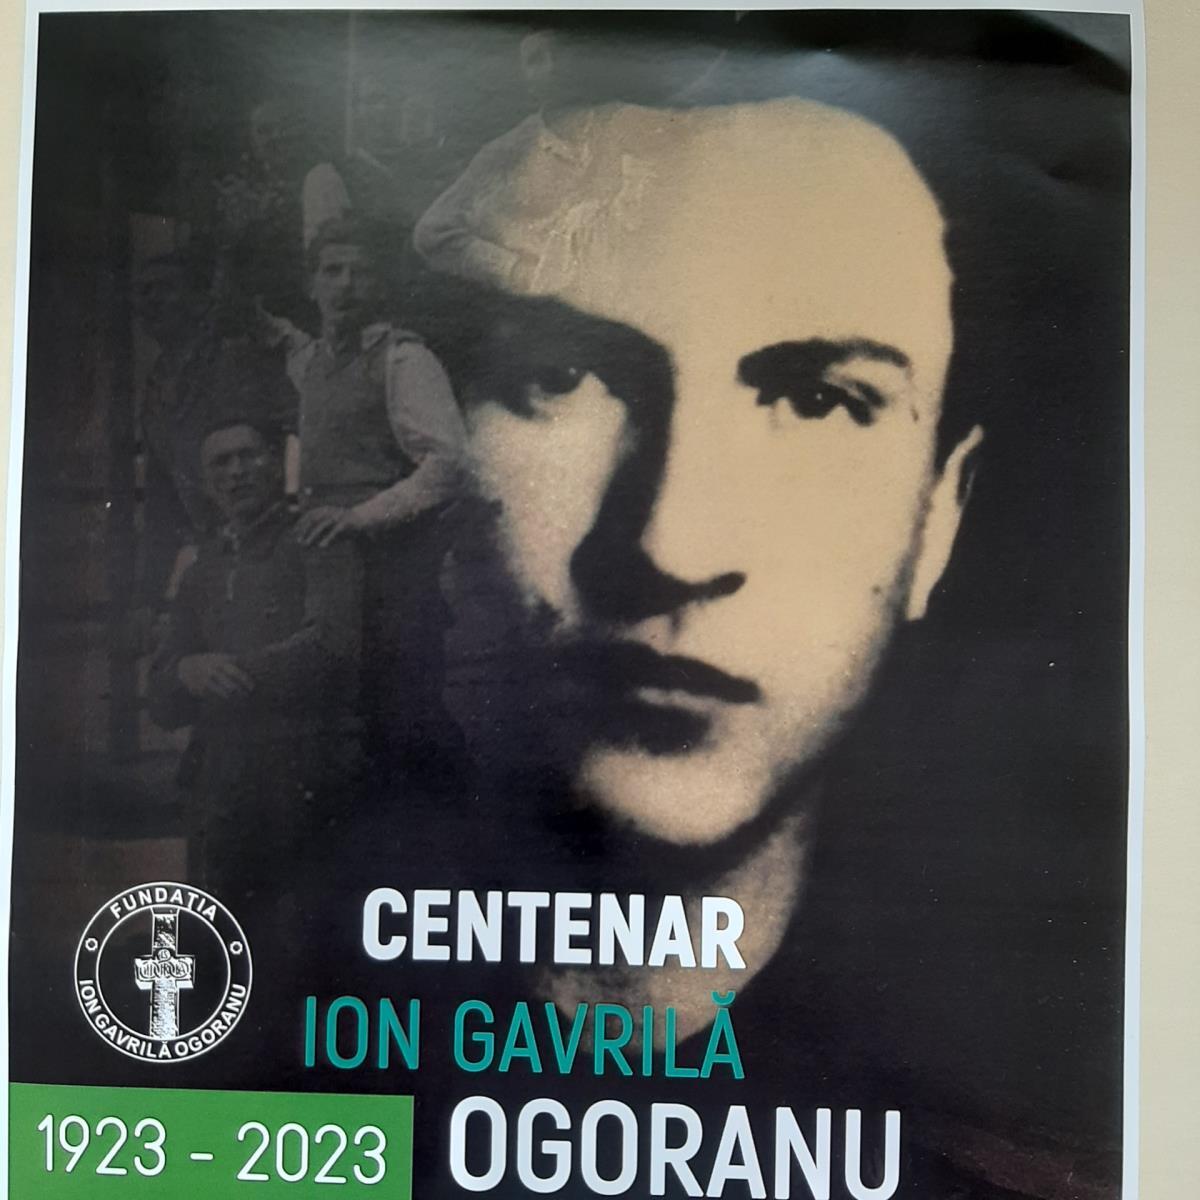 FUNDAȚIA
ION GAVRILĂ OGORANU
CENTENAR
ION GAVRILĂ
OGORANU
1923 - 2023